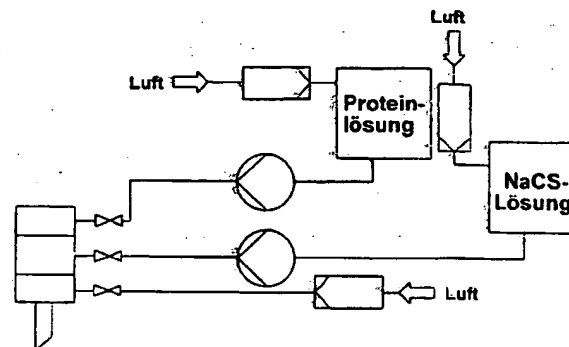 Luft
Luft
Protein-
lösung
NaCS-
Lösung
Luft